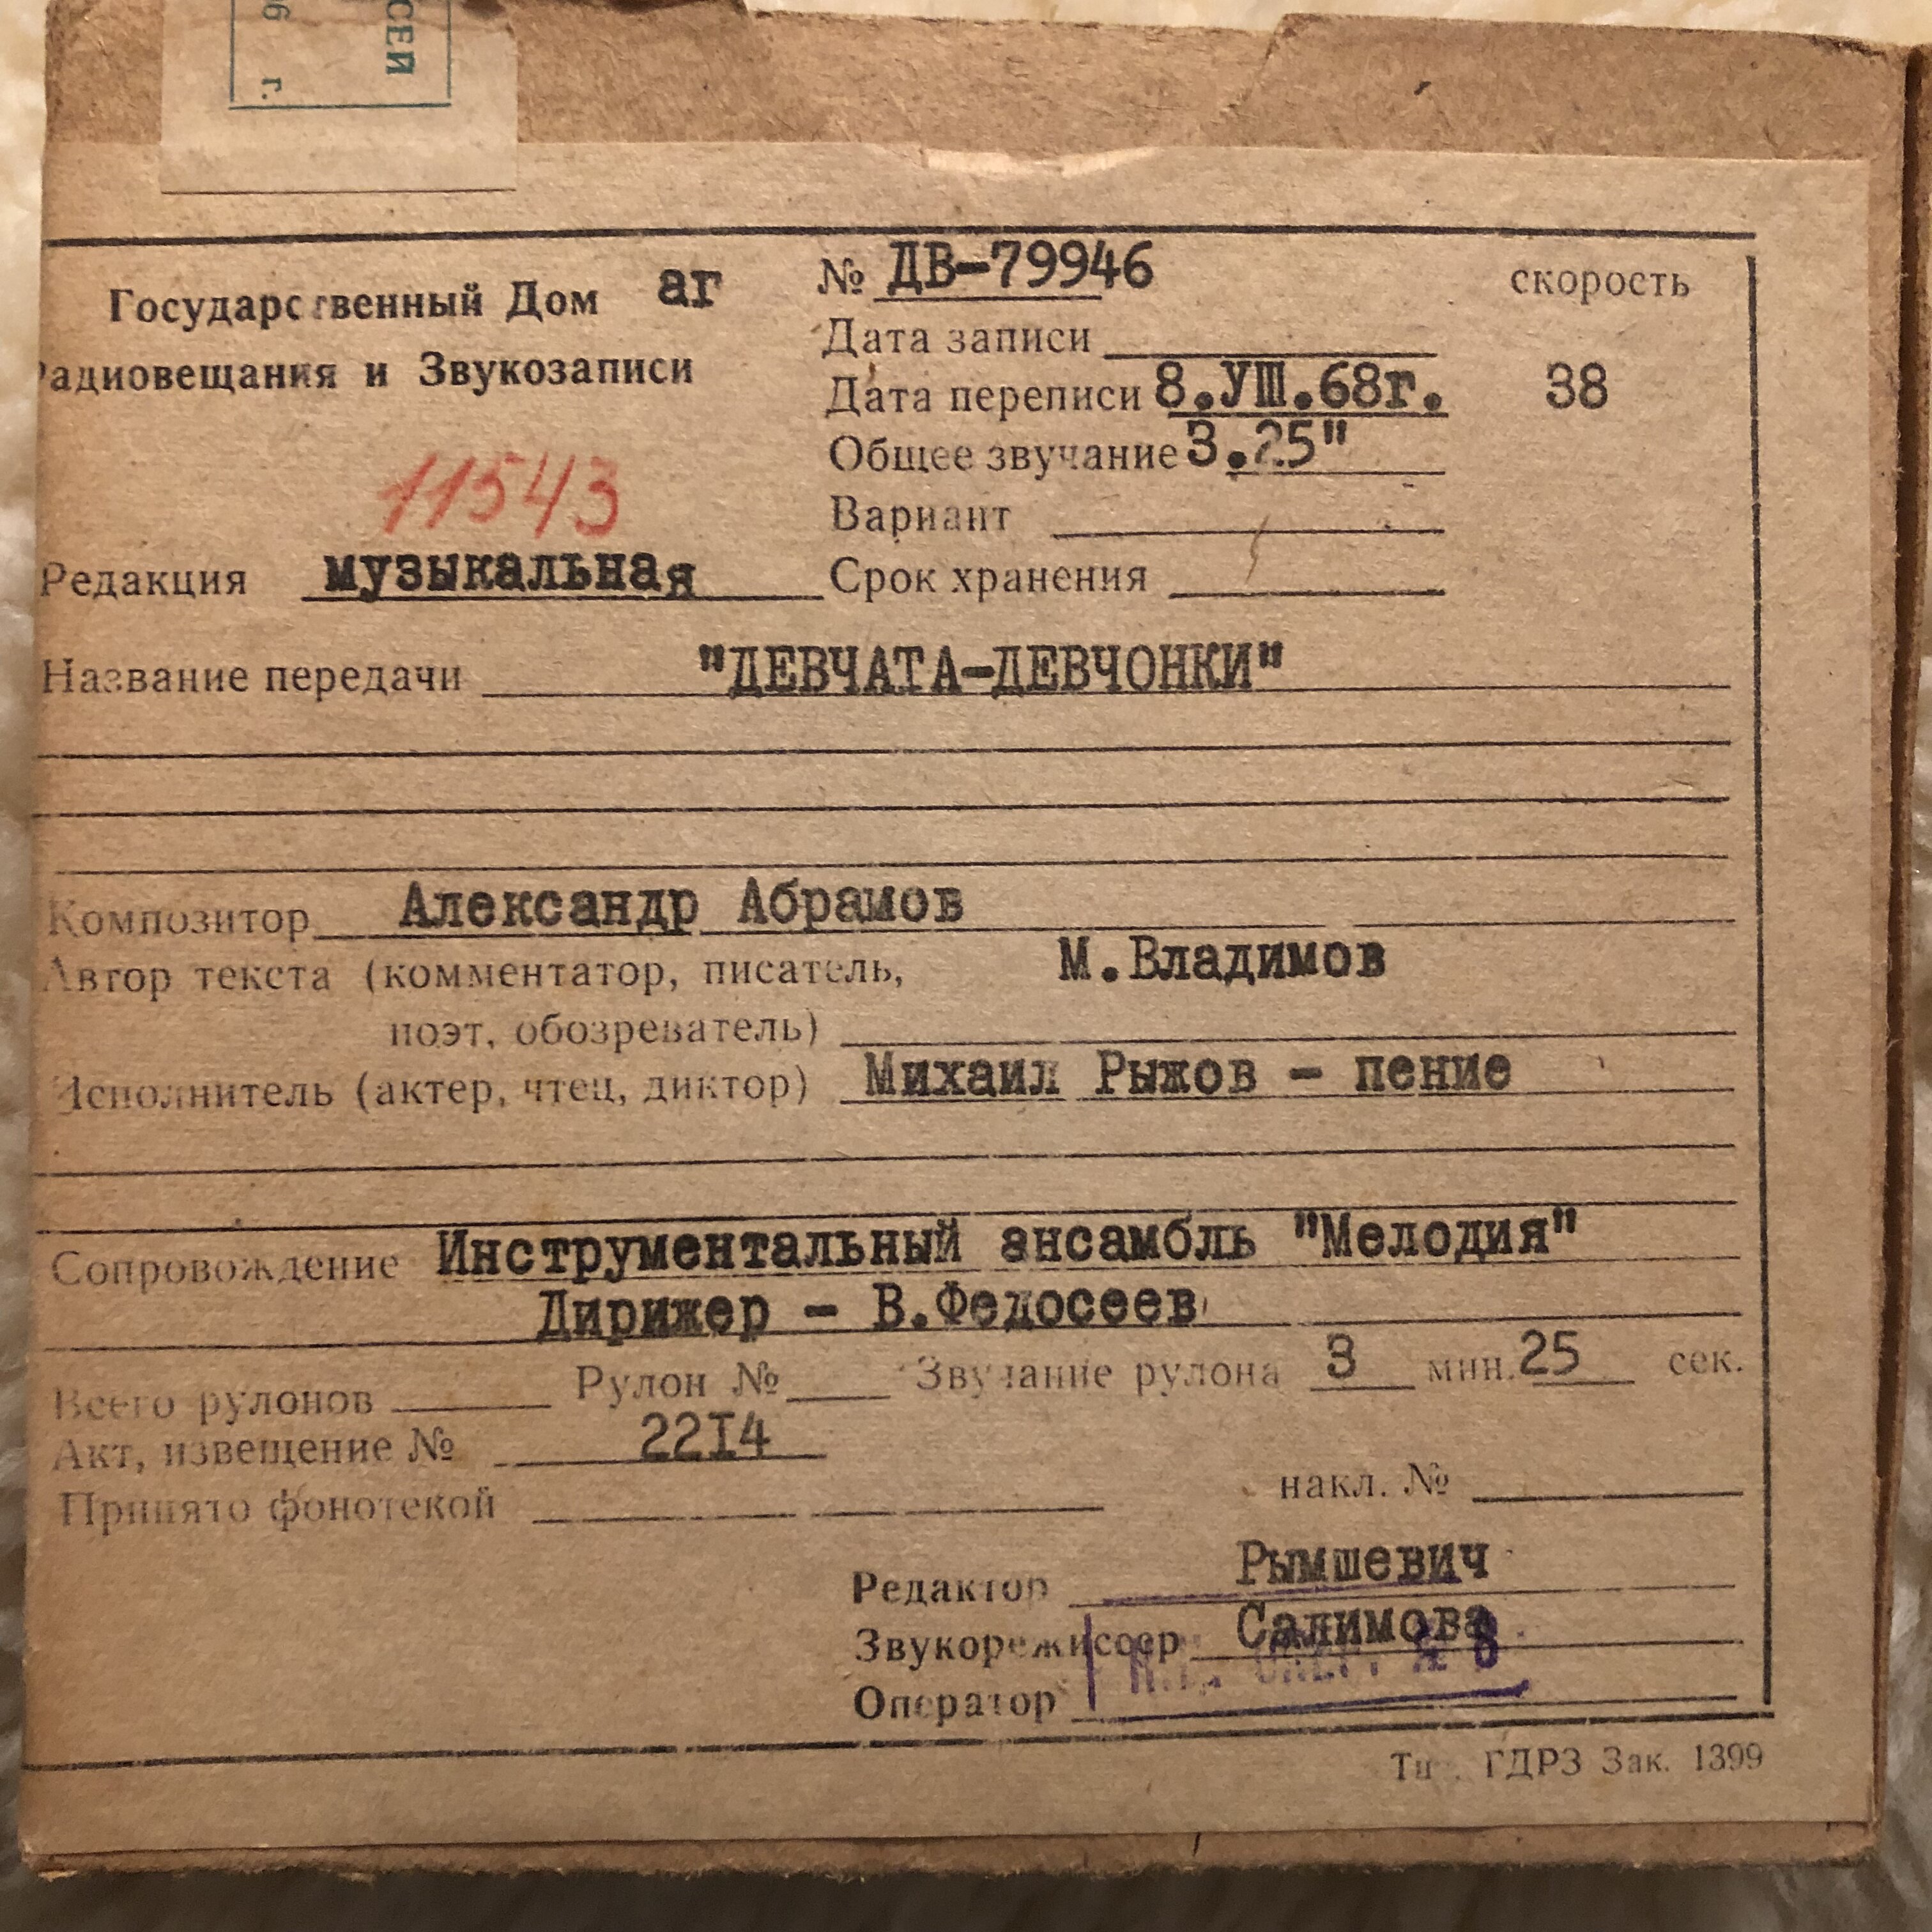 СЕИ
г.
Государственный Дом аг
Радиовещания и Звукозаписи
№ ДВ-79946
скорость
Дата записи
Дата переписи 8.УШ.68г.
38
Общее звучание 3.25"
11543
Вариант
Редакция музыкальная
Срок хранения
Название передачи "ДЕВЧАТА-ДЕВЧОНКИ"
Композитор Александр Абрамов
Автор текста (комментатор, писатель, М.Владимов
поэт, обозреватель)
Исполнитель (актер, чтец, диктор) Михаил Рыжов - пение
Сопровождение Инструментальный ансамбль "Мелодия"
Дирижер - В.Федосеев
Всего рулонов Рулон № Звучание рулона 3 мин. 25 сек.
Акт, извещение № 22I4
накл. №
Принято фонотекой
Редактор Рымшевич
Звукорежиссер Салимова
№ 8
Оператор
Тип. ГДРЗ Зак. 1399